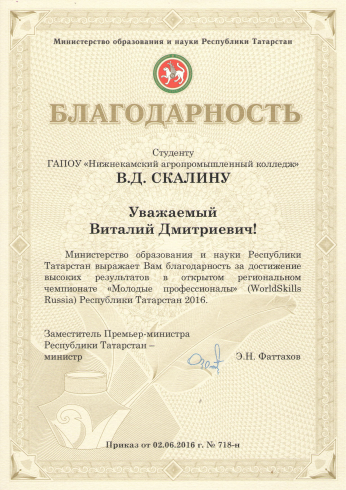 Министерство образования и науки Республики Татарстан
БЛАГОДАРНОСТЬ
Студенту
ГАПОУ «Нижнекамский агропромышленный колледж»
В.Д. СКАЛИНУ
Уважаемый
Виталий Дмитриевич!
Министерство образования и науки Республики
Татарстан выражает Вам благодарность за достижение
высоких результатов в открытом региональном
чемпионате «Молодые профессионалы» (WorldSkills
Russia) Республики Татарстан 2016.
Заместитель Премьер-министра
Республики Татарстан –
министр Э.Н. Фаттахов
Приказ от 02.06.2016 г. № 718-н